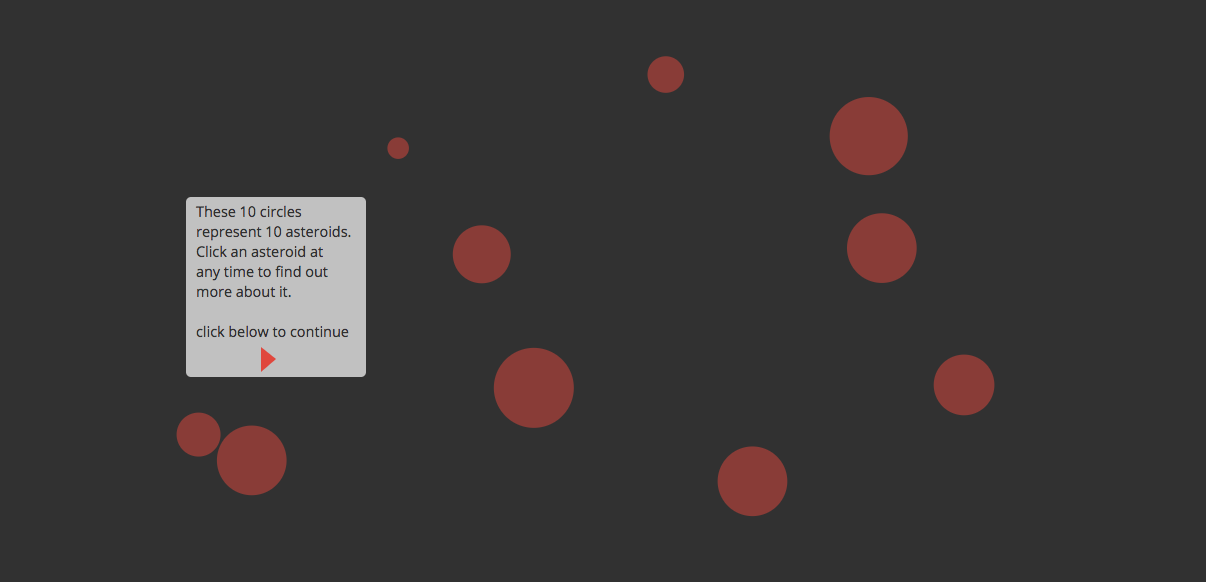 These 10 circles
represent 10 asteroids.
Click an asteroid at
any time to find out
more about it.
click below to continue